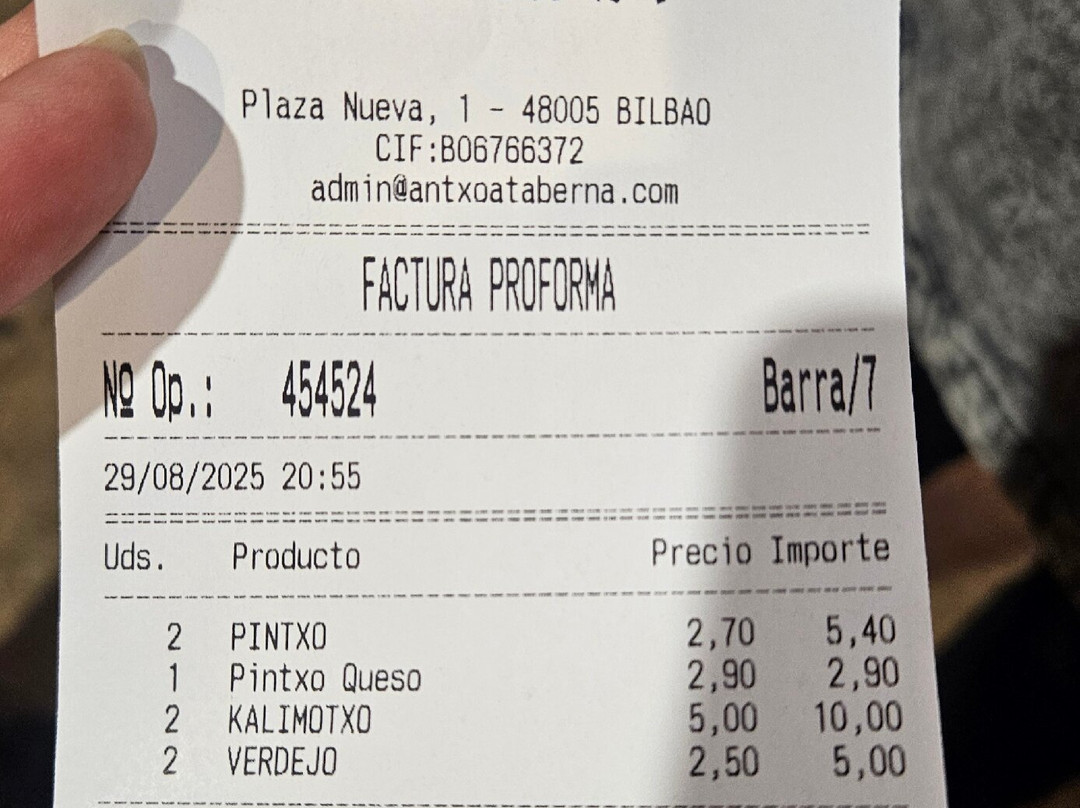 Plaza Nueva, 1 - 48005 BILBAO
CIF:B06766372
admin@antxoataberna.com
FACTURA PROFORMA
Nº Op.: 454524 Barra/7
29/08/2025 20:55
Uds. Producto Precio Importe
2 PINTXO 2,70 5,40
1 Pintxo Queso 2,90 2,90
2 KALIMOTXO 5,00 10,00
2 VERDEJO 2,50 5,00